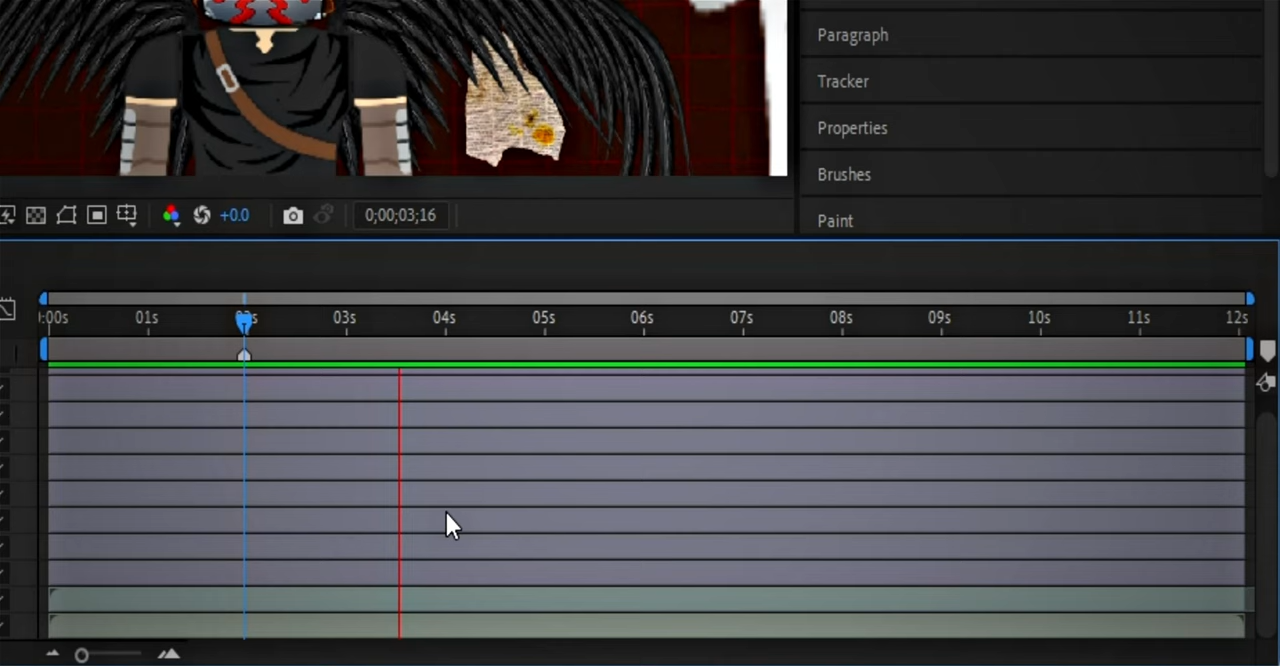 Paragraph
Tracker
Properties
Brushes
Paint
+0.0
0;00;03;16
:00s 01s 02s 03s 04s 05s 06s 07s 08s 09s 10s 11s 12s